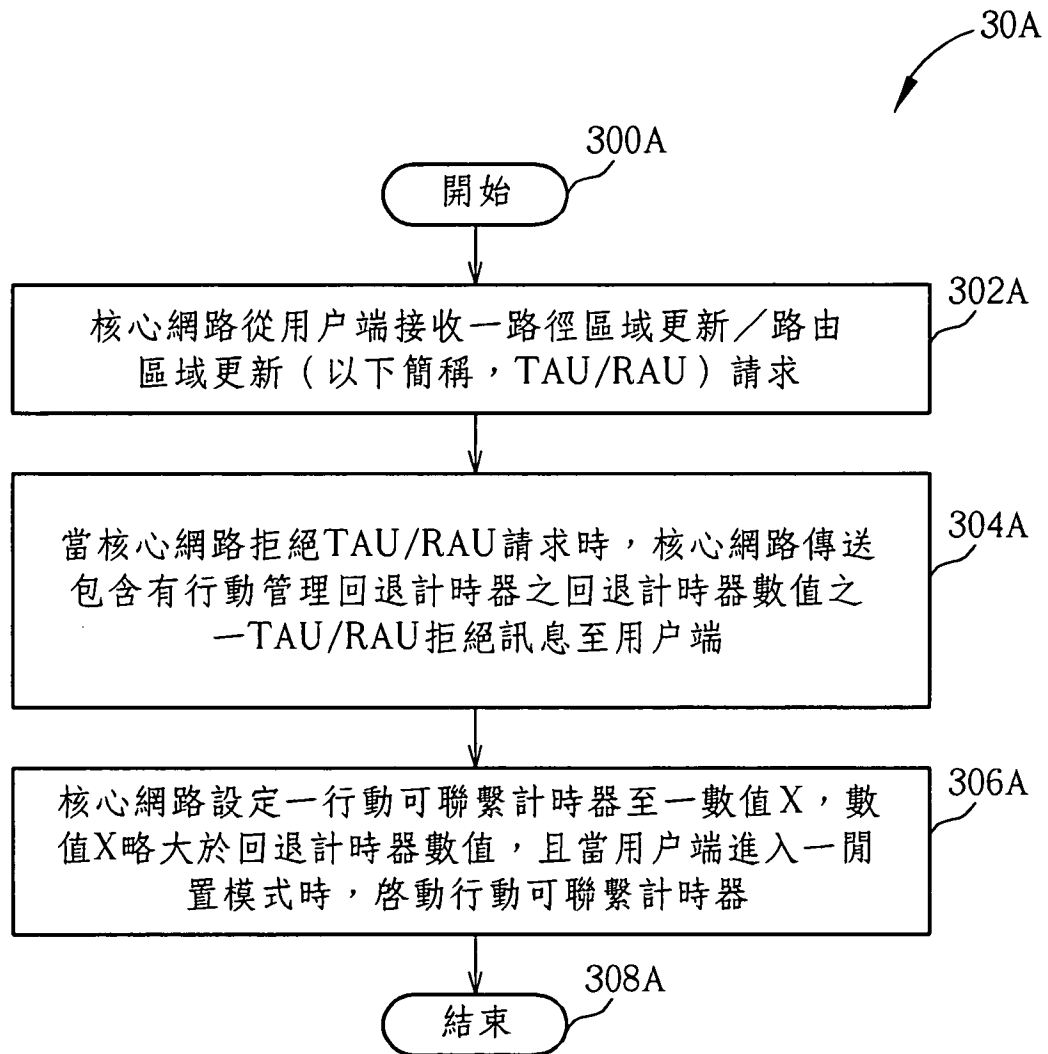 30A
300A
開始
302A
核心網路從用户端接收一路徑區域更新／路由
區域更新（以下簡稱，TAU/RAU）請求
304A
當核心網路拒絕TAU/RAU請求時，核心網路傳送
包含有行動管理回退計時器之回退計時器數值之
一TAU/RAU拒絕訊息至用户端
306A
核心網路設定一行動可聯繫計時器至一數值X，數
值X略大於回退計時器數值，且當用户端進入一閒
置模式時，啓動行動可聯繫計時器
308A
結束